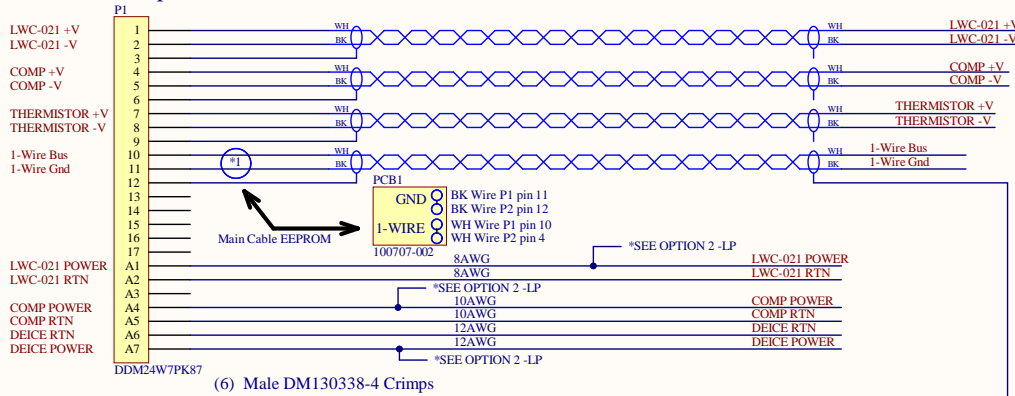 P1
LWC-021 +V 1 WH WH LWC-021 +V
LWC-021 -V 2 BK BK LWC-021 -V
3
COMP +V 4 WH WH COMP +V
COMP -V 5 BK BK COMP -V
6
THERMISTOR +V 7 WH WH THERMISTOR +V
THERMISTOR -V 8 BK BK THERMISTOR -V
9
1-Wire Bus 10 WH WH 1-Wire Bus
1-Wire Gnd 11 *1 BK BK 1-Wire Gnd
12
PCB1
13 GND BK Wire P1 pin 11
14 BK Wire P2 pin 12
15 1-WIRE WH Wire P1 pin 10
16 Main Cable EEPROM WH Wire P2 pin 4
17 100707-002 *SEE OPTION 2 -LP
LWC-021 POWER A1 8AWG LWC-021 POWER
LWC-021 RTN A2 8AWG LWC-021 RTN
A3 *SEE OPTION 2 -LP
COMP POWER A4 10AWG COMP POWER
COMP RTN A5 10AWG COMP RTN
DEICE RTN A6 12AWG DEICE RTN
DEICE POWER A7 12AWG DEICE POWER
*SEE OPTION 2 -LP
DDM24W7PK87
(6) Male DM130338-4 Crimps